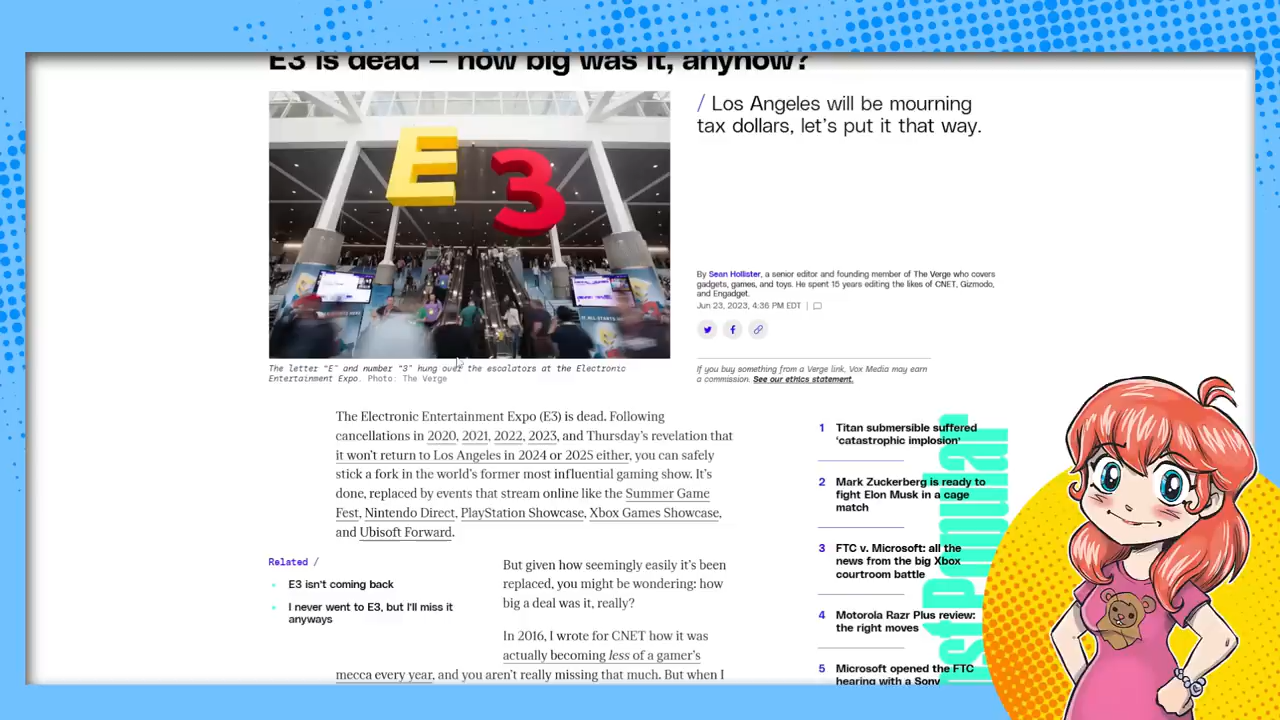 E3 is dead — how big was it, anyhow?
/ Los Angeles will be mourning
tax dollars, let's put it that way.
E 3
By Sean Hollister, a senior editor and founding member of The Verge who covers
gadgets, games, and toys. He spent 15 years editing the likes of CNET, Gizmodo,
and Engadget.
Jun 23, 2023, 4:36 PM EDT |
The letter "E" and number "3" hung over the escalators at the Electronic
Entertainment Expo. Photo: The Verge
If you buy something from a Verge link, Vox Media may earn
a commission. See our ethics statement.
The Electronic Entertainment Expo (E3) is dead. Following
cancellations in 2020, 2021, 2022, 2023, and Thursday's revelation that
it won't return to Los Angeles in 2024 or 2025 either, you can safely
stick a fork in the world's former most influential gaming show. It's
done, replaced by events that stream online like the Summer Game
Fest, Nintendo Direct, PlayStation Showcase, Xbox Games Showcase,
and Ubisoft Forward.
Related /
E3 isn't coming back
I never went to E3, but I'll miss it
anyways
But given how seemingly easily it's been
replaced, you might be wondering: how
big a deal was it, really?
In 2016, I wrote for CNET how it was
actually becoming less of a gamer's
mecca every year, and you aren't really missing that much. But when I
1 Titan submersible suffered
'catastrophic implosion'
2 Mark Zuckerberg is ready to
fight Elon Musk in a cage
match
3 FTC v. Microsoft: all the
news from the big Xbox
courtroom battle
4 Motorola Razr Plus review:
the right moves
5 Microsoft opened the FTC
hearing with a Sony